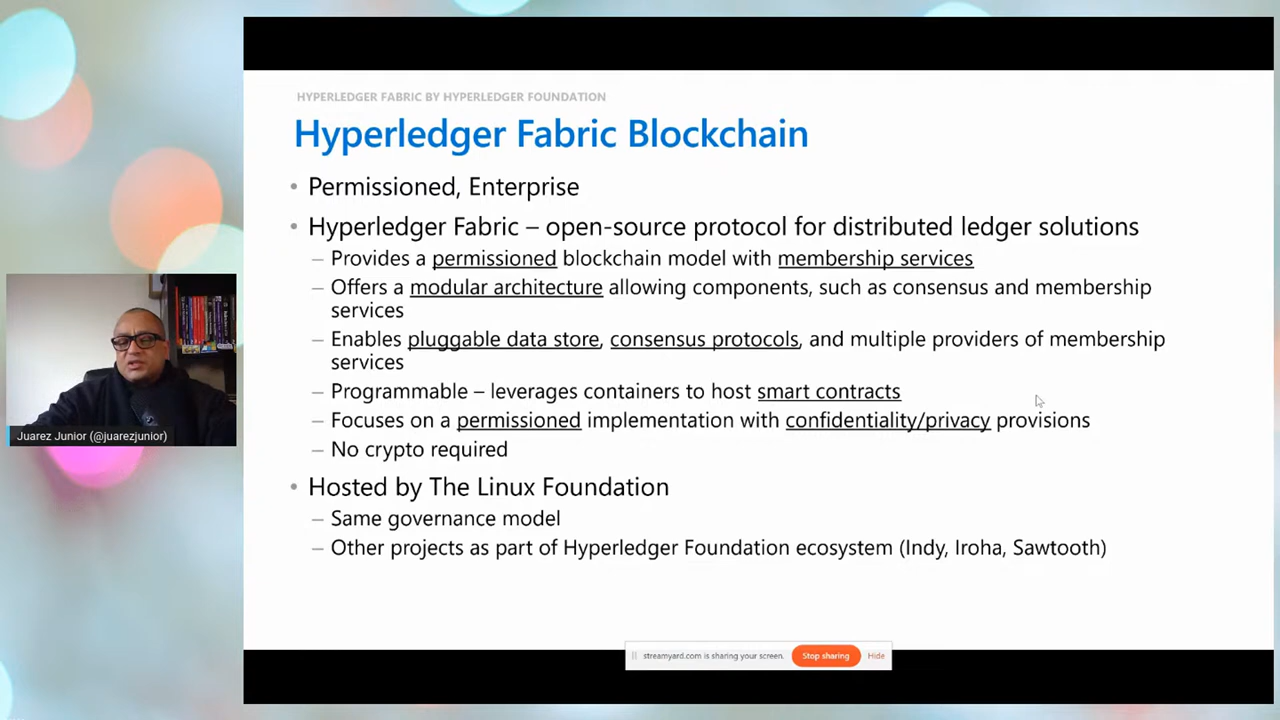 HYPERLEDGER FABRIC BY HYPERLEDGER FOUNDATION
Hyperledger Fabric Blockchain
• Permissioned, Enterprise
• Hyperledger Fabric – open-source protocol for distributed ledger solutions
– Provides a permissioned blockchain model with membership services
– Offers a modular architecture allowing components, such as consensus and membership
services
– Enables pluggable data store, consensus protocols, and multiple providers of membership
services
– Programmable – leverages containers to host smart contracts
– Focuses on a permissioned implementation with confidentiality/privacy provisions
– No crypto required
• Hosted by The Linux Foundation
– Same governance model
– Other projects as part of Hyperledger Foundation ecosystem (Indy, Iroha, Sawtooth)
Juarez Junior (@juarezjunior)
streamyard.com is sharing your screen. Stop sharing Hide